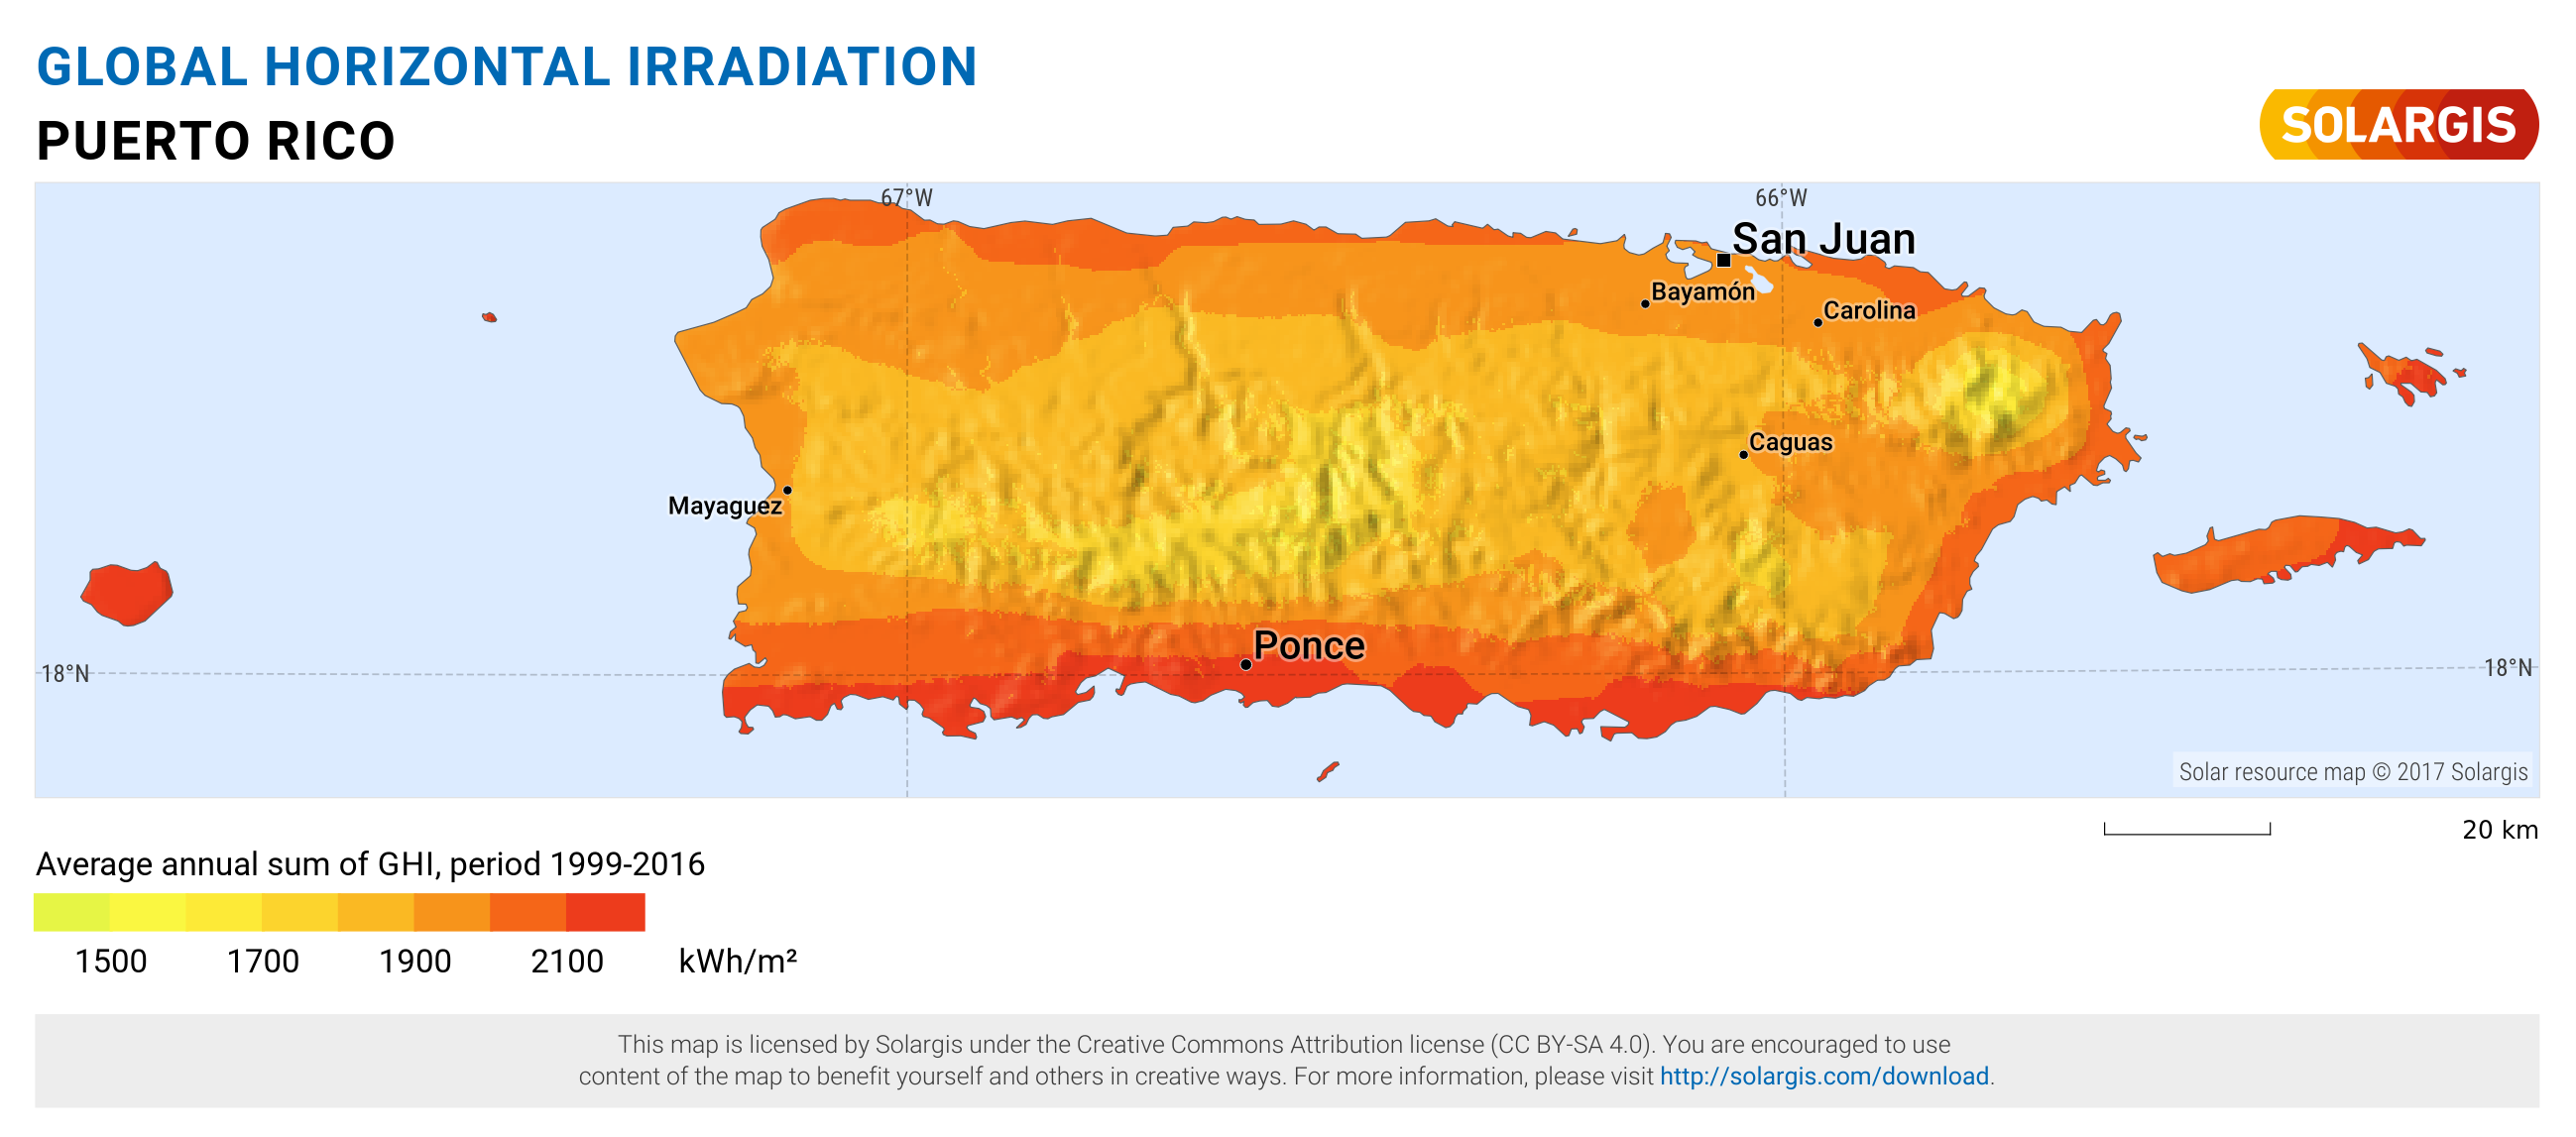 GLOBAL HORIZONTAL IRRADIATION
PUERTO RICO
SOLARGIS
67°W
66°W
San Juan
Bayamón
Carolina
Caguas
Mayaguez
Ponce
18°N
18°N
Solar resource map © 2017 Solargis
20 km
Average annual sum of GHI, period 1999-2016
1500 1700 1900 2100 kWh/m²
This map is licensed by Solargis under the Creative Commons Attribution license (CC BY-SA 4.0). You are encouraged to use
content of the map to benefit yourself and others in creative ways. For more information, please visit http://solargis.com/download.